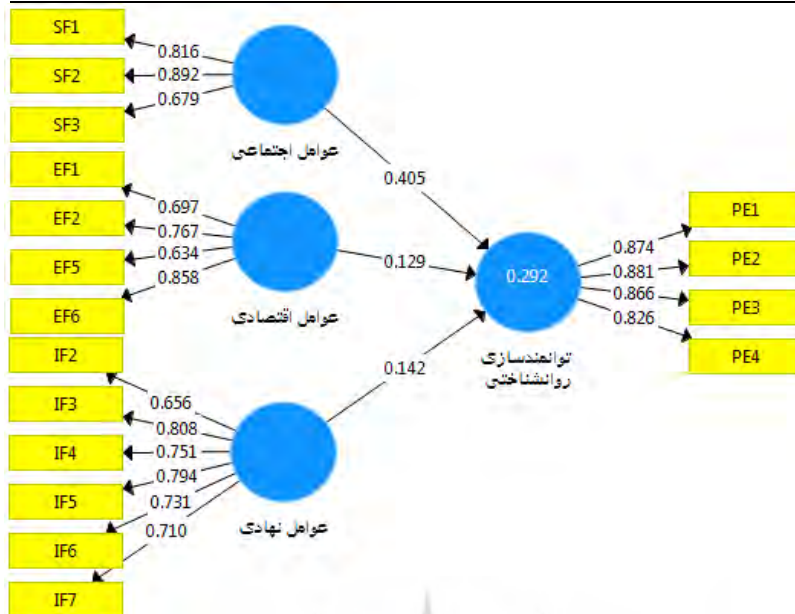 SF1
SF2
SF3
0.816
0.892
0.679
عوامل اجتماعی
EF1
EF2
EF5
EF6
0.697
0.767
0.634
0.858
عوامل اقتصادی
IF2
IF3
IF4
IF5
IF6
IF7
0.656
0.808
0.751
0.794
0.731
0.710
عوامل نهادی
0.405
0.129
0.142
0.292
توانمندسازی
روانشناختی
0.874
0.881
0.866
0.826
PE1
PE2
PE3
PE4